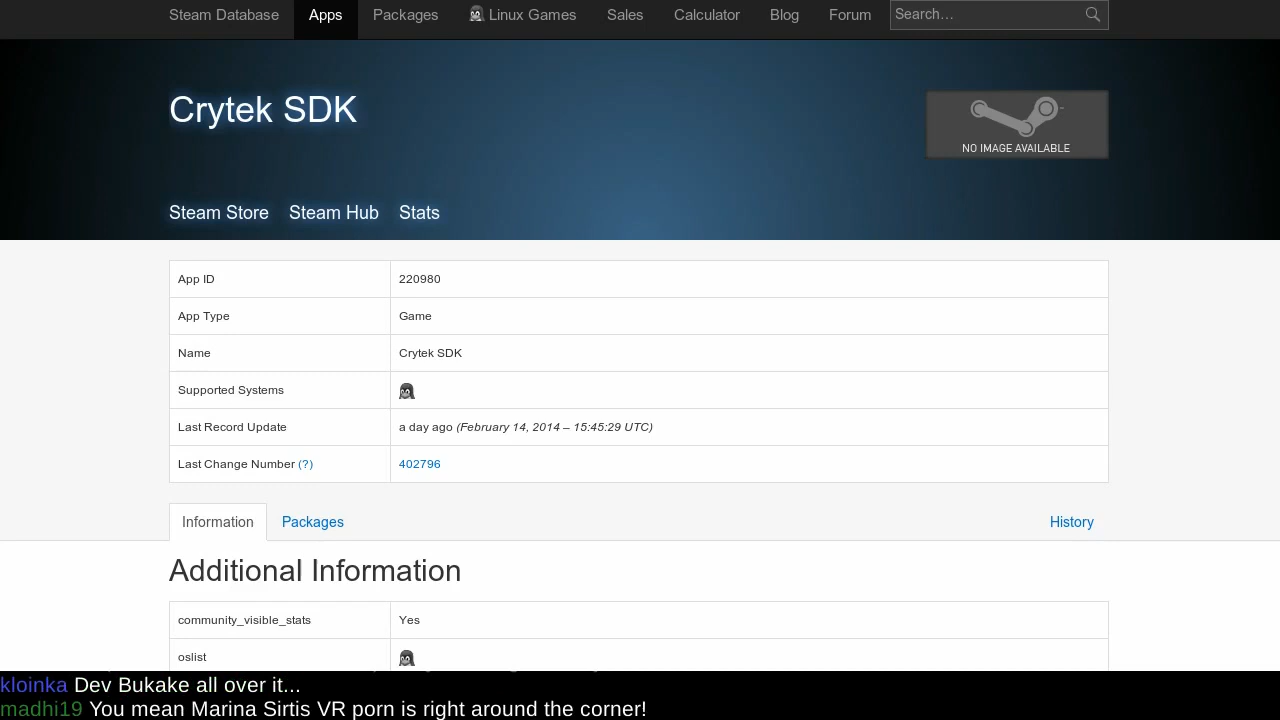 Steam Database Apps Packages Linux Games Sales Calculator Blog Forum Search...
Crytek SDK
NO IMAGE AVAILABLE
Steam Store Steam Hub Stats
App ID 220980
App Type Game
Name Crytek SDK
Supported Systems
Last Record Update a day ago (February 14, 2014 – 15:45:29 UTC)
Last Change Number (?) 402796
Information Packages History
Additional Information
community_visible_stats Yes
oslist
kloinka Dev Bukake all over it...
madhi19 You mean Marina Sirtis VR porn is right around the corner!